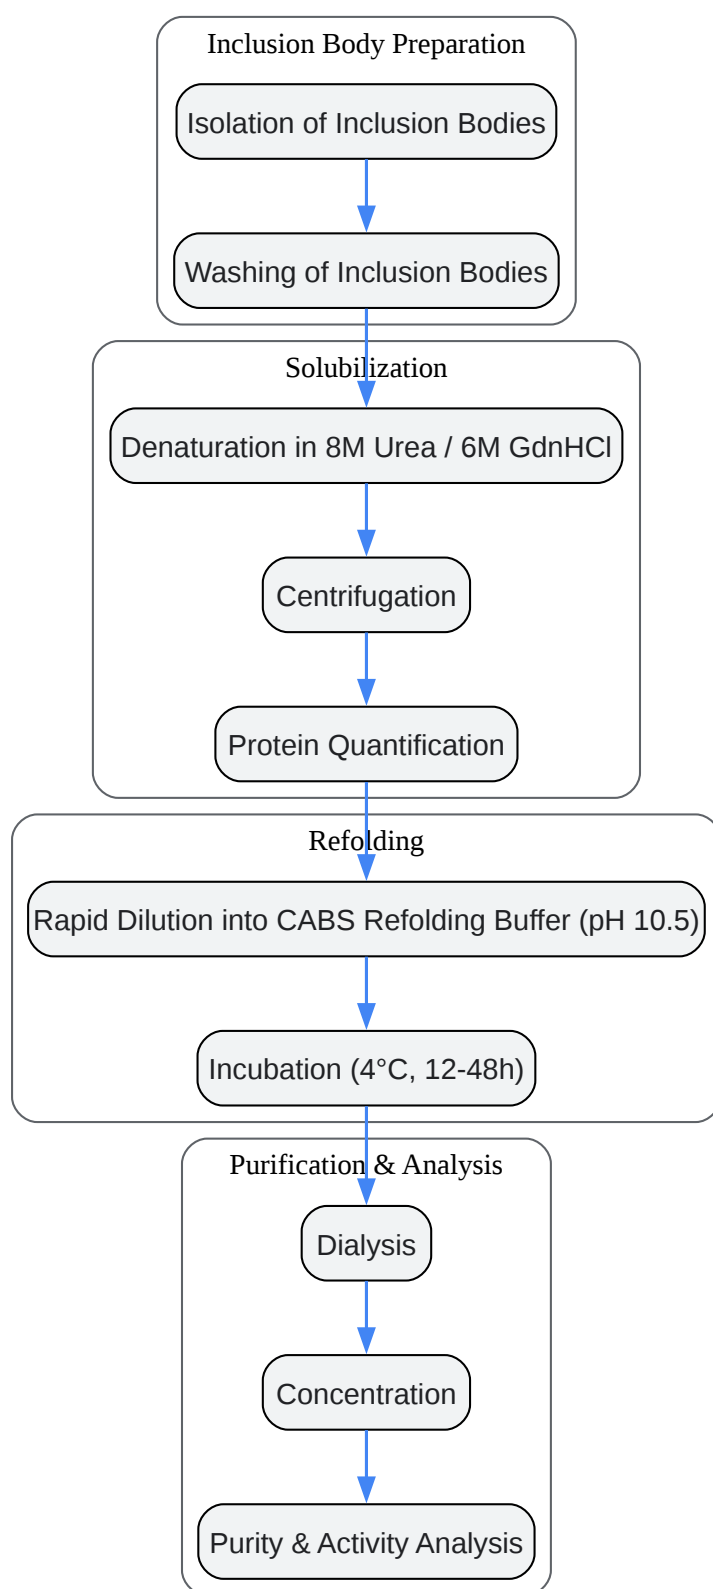 Inclusion Body Preparation
Isolation of Inclusion Bodies
Washing of Inclusion Bodies
Solubilization
Denaturation in 8M Urea / 6M GdnHCl
Centrifugation
Protein Quantification
Refolding
Rapid Dilution into CABS Refolding Buffer (pH 10.5)
Incubation (4°C, 12-48h)
Purification & Analysis
Dialysis
Concentration
Purity & Activity Analysis